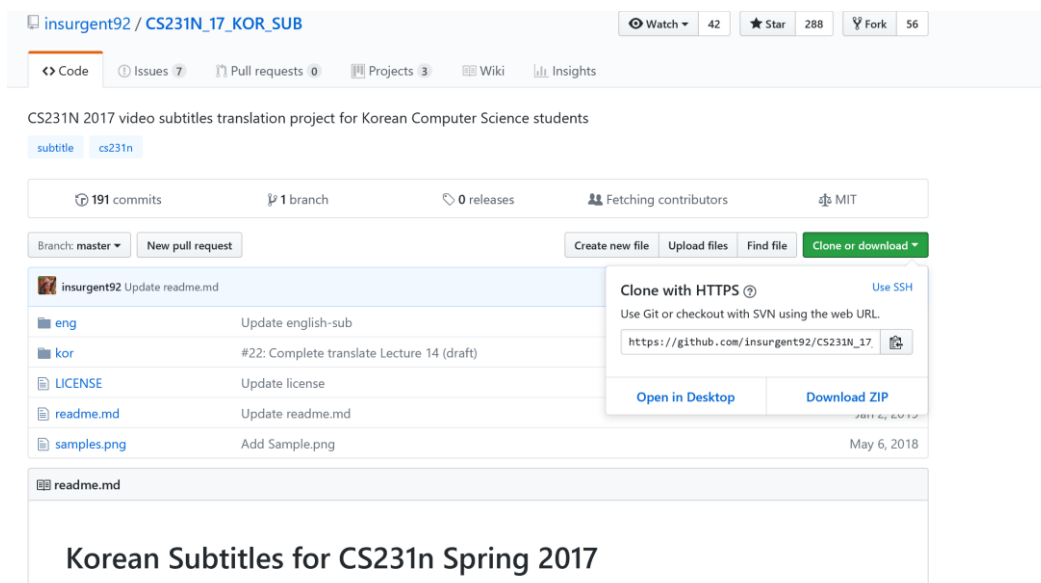 insurgent92 / CS231N_17_KOR_SUB
Watch 42 Star 288 Fork 56
Code Issues 7 Pull requests 0 Projects 3 Wiki Insights
CS231N 2017 video subtitles translation project for Korean Computer Science students
subtitle cs231n
191 commits 1 branch 0 releases Fetching contributors MIT
Branch: master New pull request Create new file Upload files Find file Clone or download
insurgent92 Update readme.md
Clone with HTTPS Use SSH
Use Git or checkout with SVN using the web URL.
https://github.com/insurgent92/CS231N_17_
Open in Desktop Download ZIP
eng Update english-sub
kor #22: Complete translate Lecture 14 (draft)
LICENSE Update license
readme.md Update readme.md Jan 2, 2019
samples.png Add Sample.png May 6, 2018
readme.md
Korean Subtitles for CS231n Spring 2017